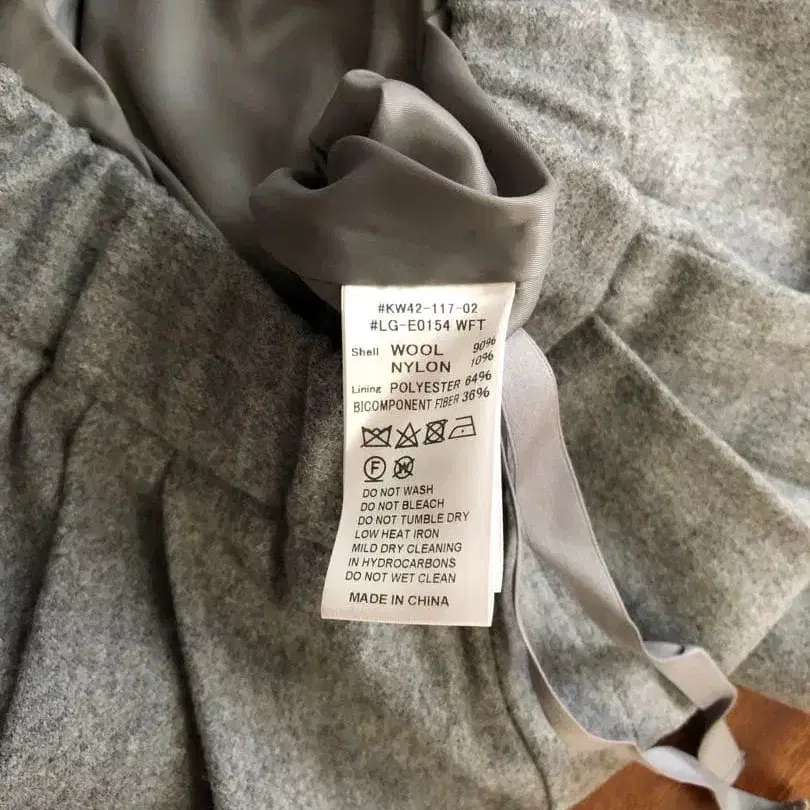 #KW42-117-02
#LG-E0154 WFT
Shell WOOL 90%
NYLON 10%
Lining POLYESTER 64%
BICOMPONENT FIBER 36%
F W
DO NOT WASH
DO NOT BLEACH
DO NOT TUMBLE DRY
LOW HEAT IRON
MILD DRY CLEANING
IN HYDROCARBONS
DO NOT WET CLEAN
MADE IN CHINA